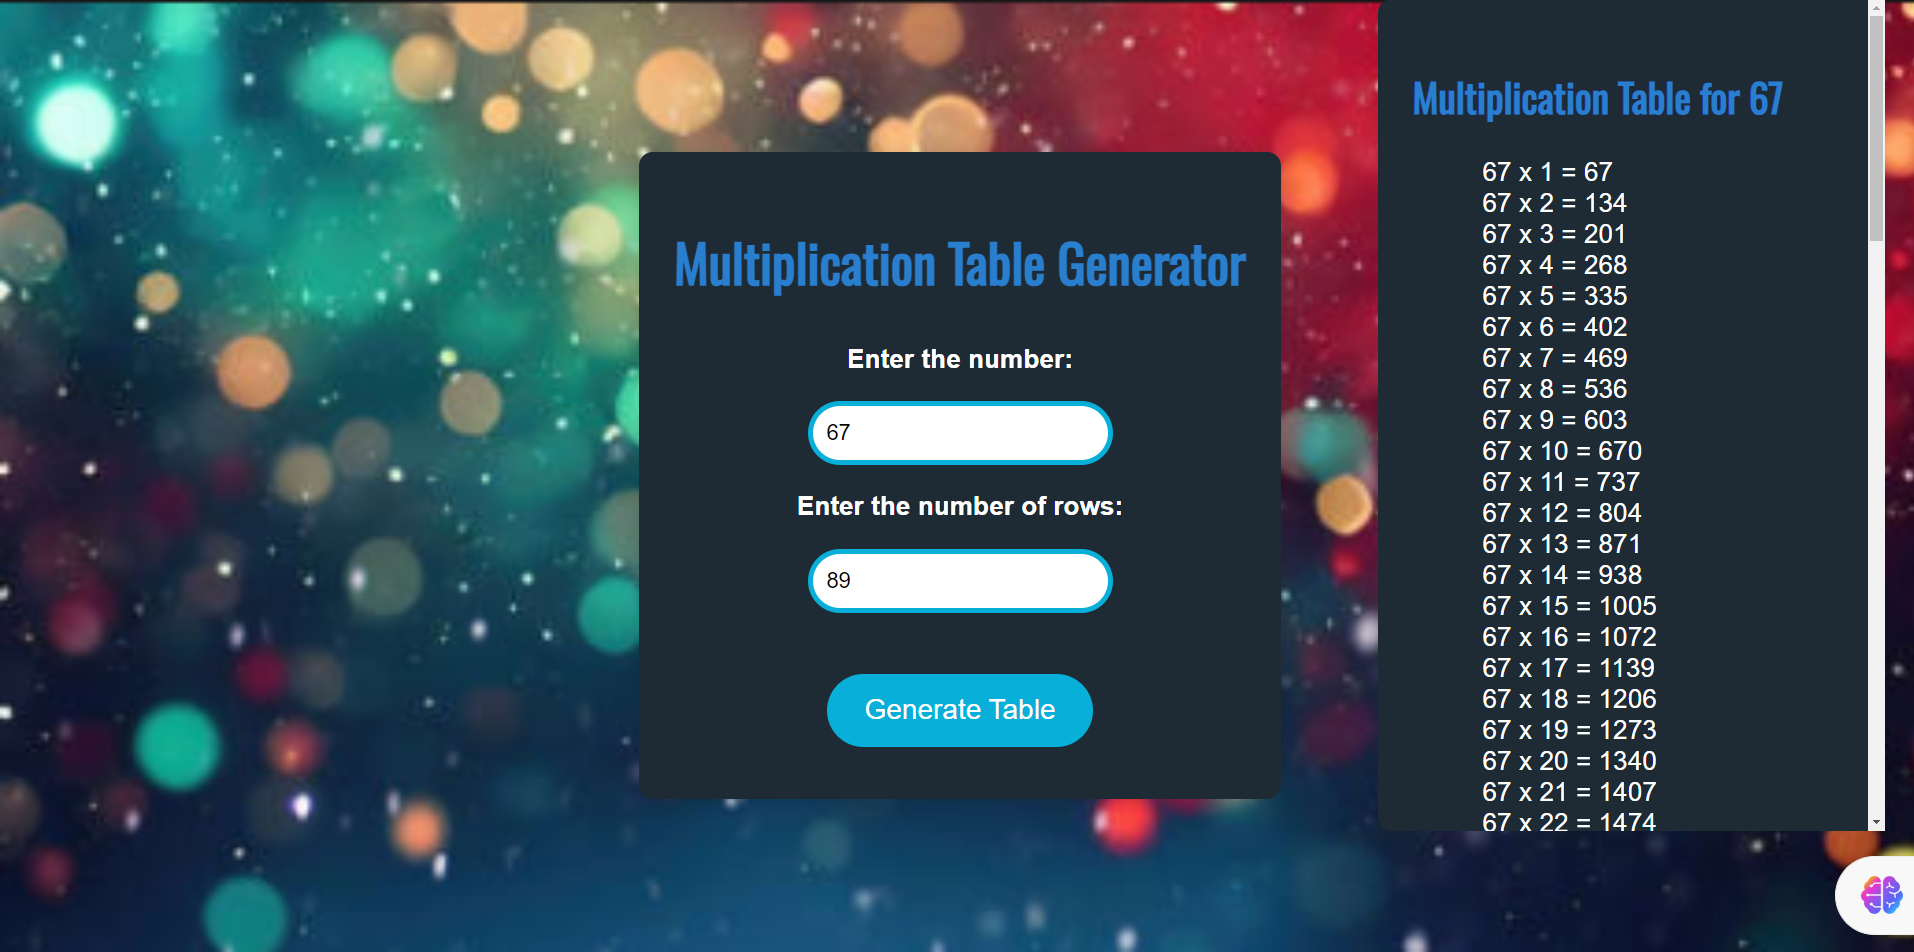 Multiplication Table Generator
Enter the number:
67
Enter the number of rows:
89
Generate Table
Multiplication Table for 67
67 x 1 = 67
67 x 2 = 134
67 x 3 = 201
67 x 4 = 268
67 x 5 = 335
67 x 6 = 402
67 x 7 = 469
67 x 8 = 536
67 x 9 = 603
67 x 10 = 670
67 x 11 = 737
67 x 12 = 804
67 x 13 = 871
67 x 14 = 938
67 x 15 = 1005
67 x 16 = 1072
67 x 17 = 1139
67 x 18 = 1206
67 x 19 = 1273
67 x 20 = 1340
67 x 21 = 1407
67 x 22 = 1474